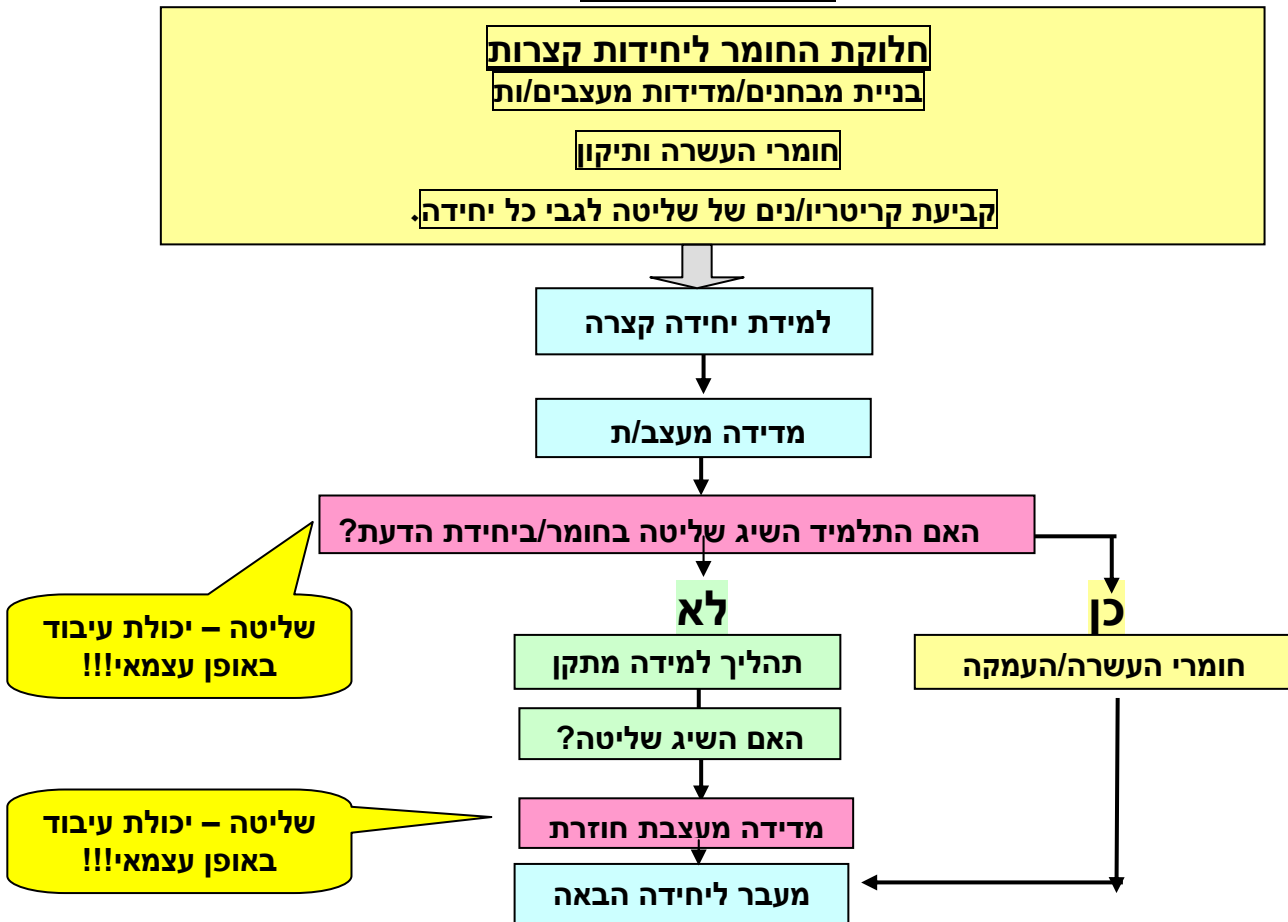 חלוקת החומר ליחידות קצרות
בניית מבחנים/מדידות מעצבים/ות
חומרי העשרה ותיקון
קביעת קריטריו/נים של שליטה לגבי כל יחידה.
למידת יחידה קצרה
מדידה מעצב/ת
האם התלמיד השיג שליטה בחומר/ביחידת הדעת?
כן
לא
שליטה – יכולת עיבוד
באופן עצמאי!!!
חומרי העשרה/העמקה
תהליך למידה מתקן
האם השיג שליטה?
מדידה מעצבת חוזרת
שליטה – יכולת עיבוד
באופן עצמאי!!!
מעבר ליחידה הבאה